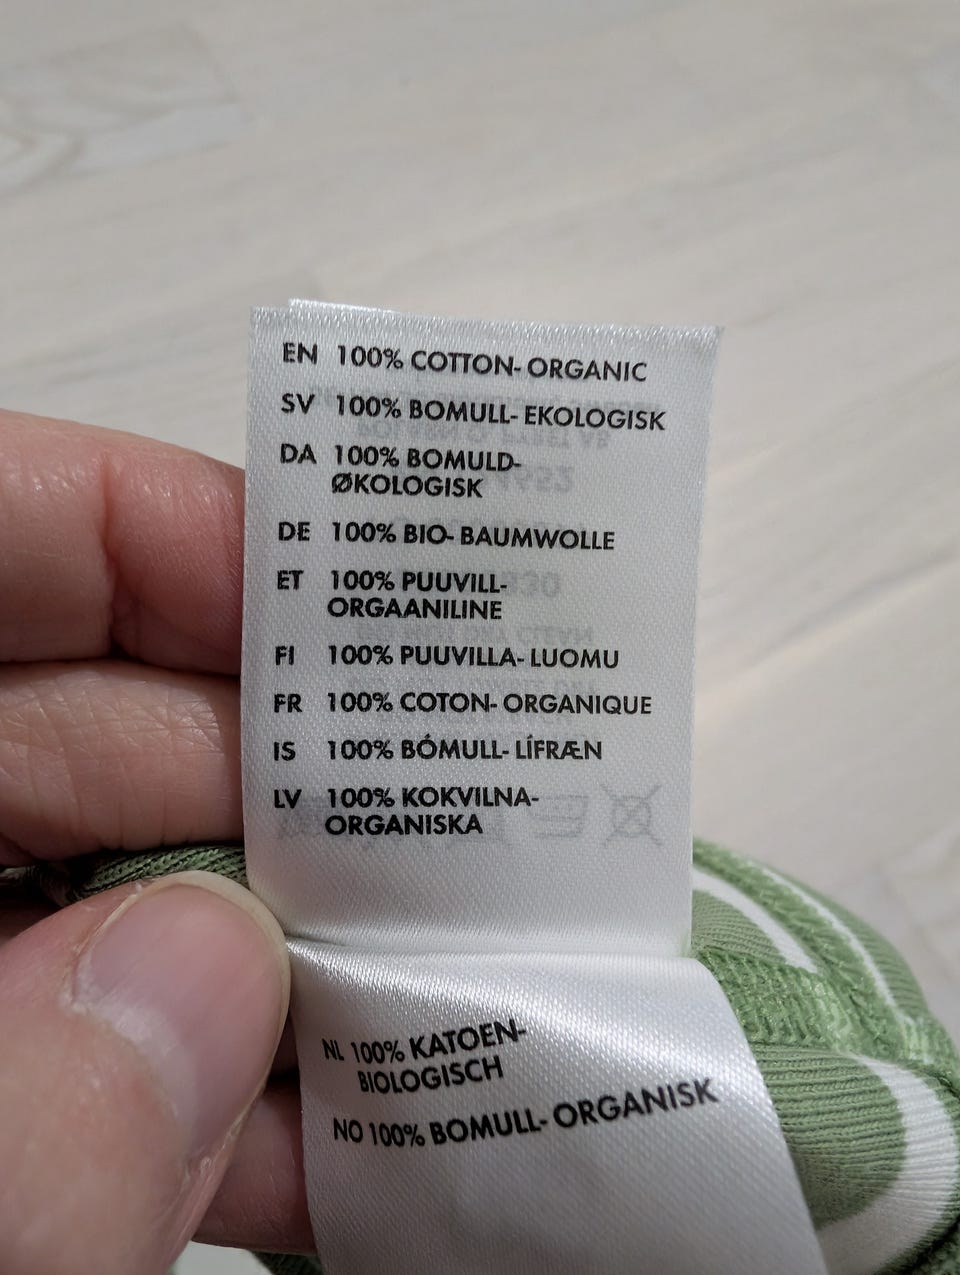 EN 100% COTTON- ORGANIC
SV 100% BOMULL- EKOLOGISK
DA 100% BOMULD-
ØKOLOGISK
DE 100% BIO- BAUMWOLLE
ET 100% PUUVILL-
ORGAANILINE
FI 100% PUUVILLA- LUOMU
FR 100% COTON- ORGANIQUE
IS 100% BÓMULL- LÍFRÆN
LV 100% KOKVILNA-
ORGANISKA
NL 100% KATOEN-
BIOLOGISCH
NO 100% BOMULL- ORGANISK